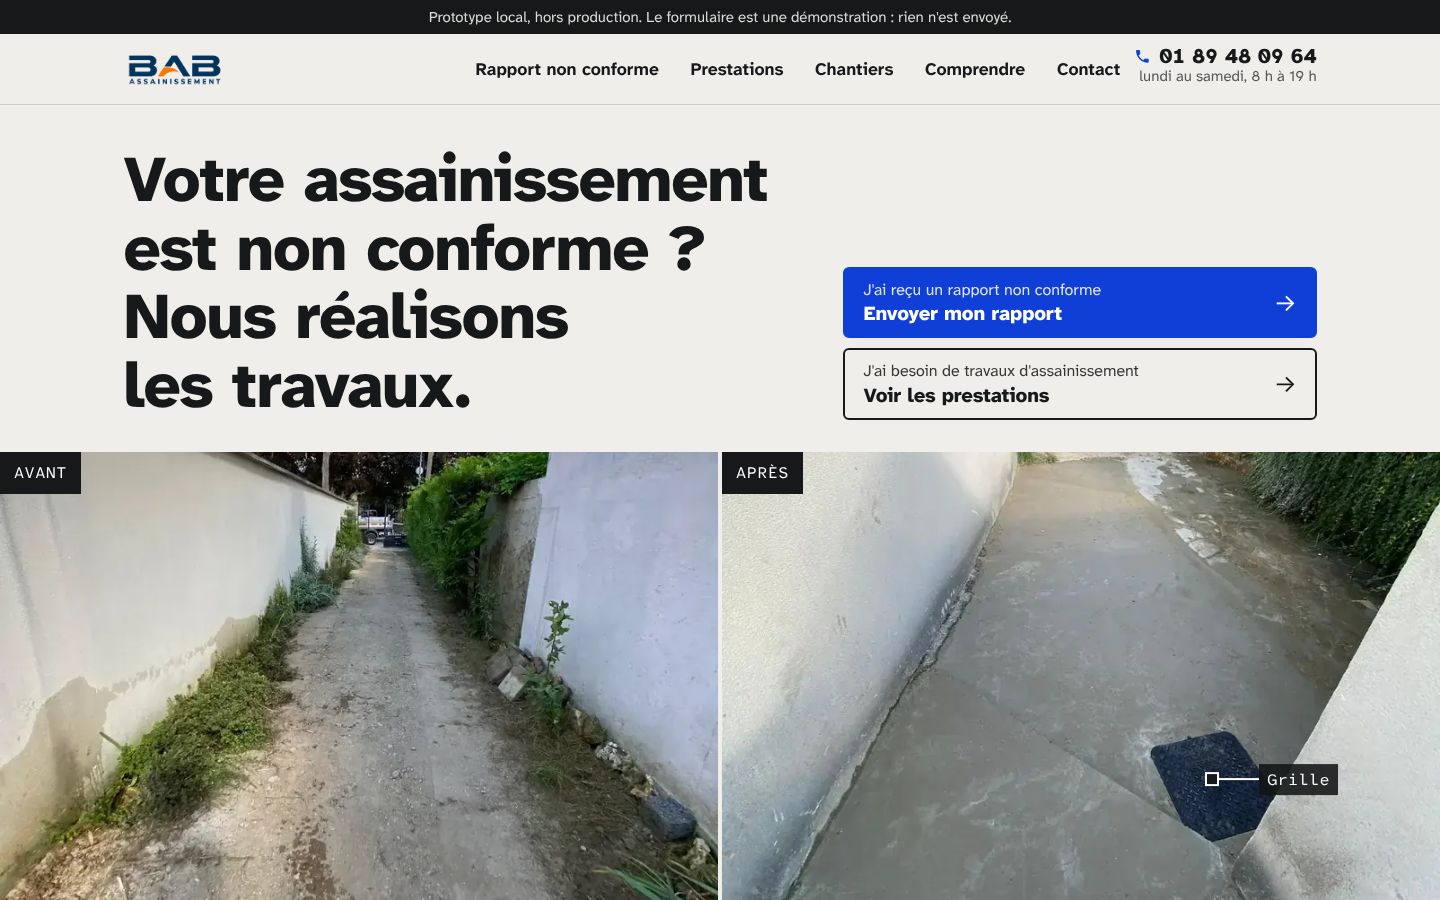 Prototype local, hors production. Le formulaire est une démonstration : rien n'est envoyé.
BAB
ASSAINISSEMENT
Rapport non conforme
Prestations
Chantiers
Comprendre
Contact
01 89 48 09 64
lundi au samedi, 8 h à 19 h
Votre assainissement
est non conforme ?
Nous réalisons
les travaux.
J'ai reçu un rapport non conforme
Envoyer mon rapport
J'ai besoin de travaux d'assainissement
Voir les prestations
AVANT
APRÈS
Grille